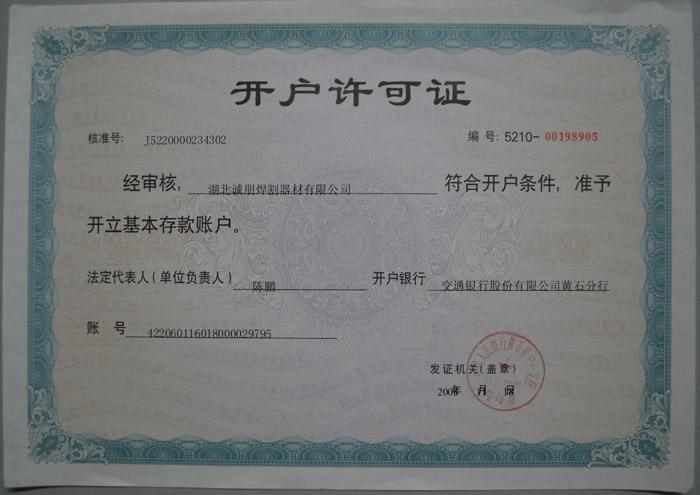 开户许可证
核准号: J5220000234302 编号: 5210-00198905
经审核, 湖北诚朋焊割器材有限公司 符合开户条件, 准予
开立基本存款账户。
法定代表人(单位负责人) 陈鹏 开户银行 交通银行股份有限公司黄石分行
账 号 422060116018000029795
发证机关(盖章)
年 月 日